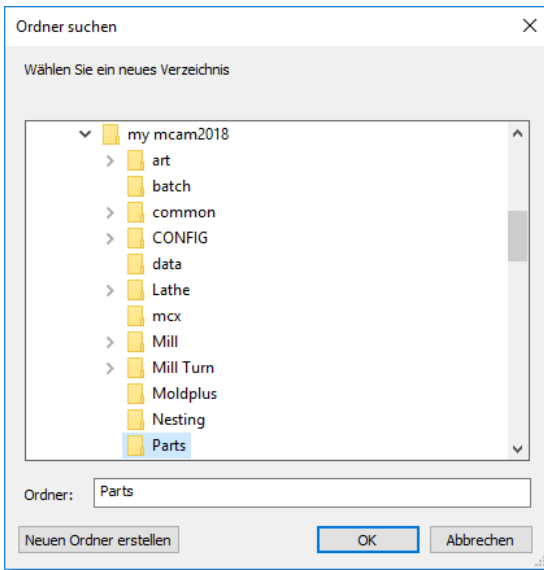 Ordner suchen
Wählen Sie ein neues Verzeichnis
my mcam2018
art
batch
common
CONFIG
data
Lathe
mcx
Mill
Mill Turn
Moldplus
Nesting
Parts
Ordner: Parts
Neuen Ordner erstellen OK Abbrechen